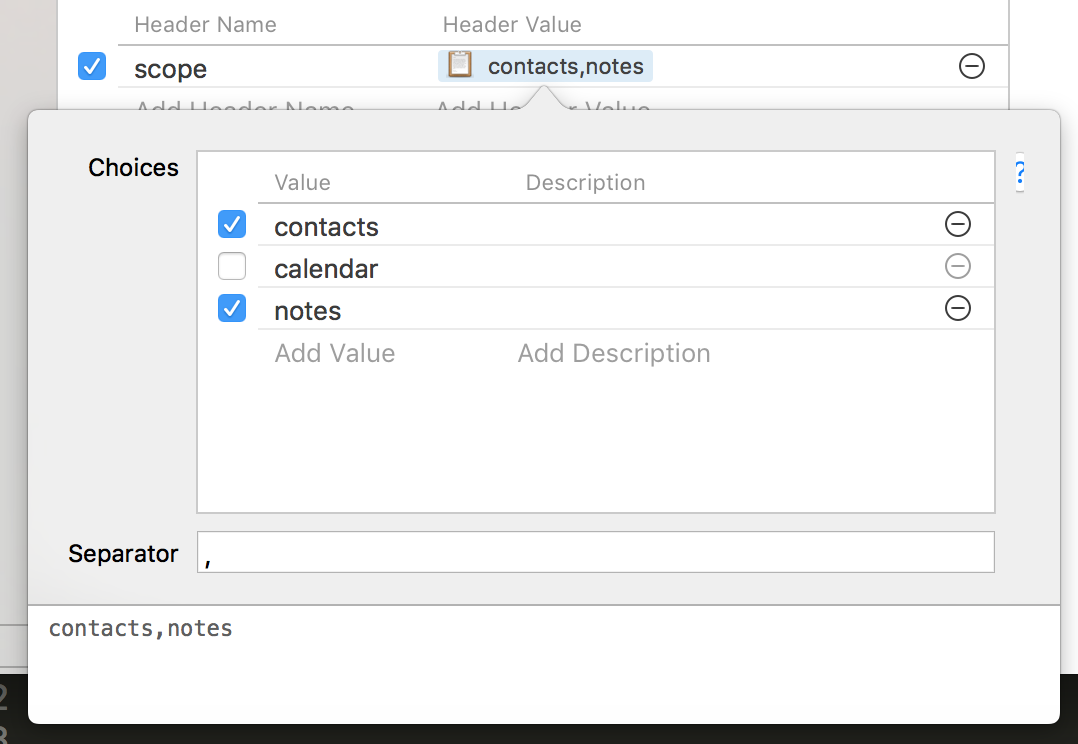 Header Name Header Value
scope contacts,notes
Add Header Name Add Header Value
Choices
Value Description
?
contacts
calendar
notes
Add Value Add Description
Separator ,
contacts,notes
2
3